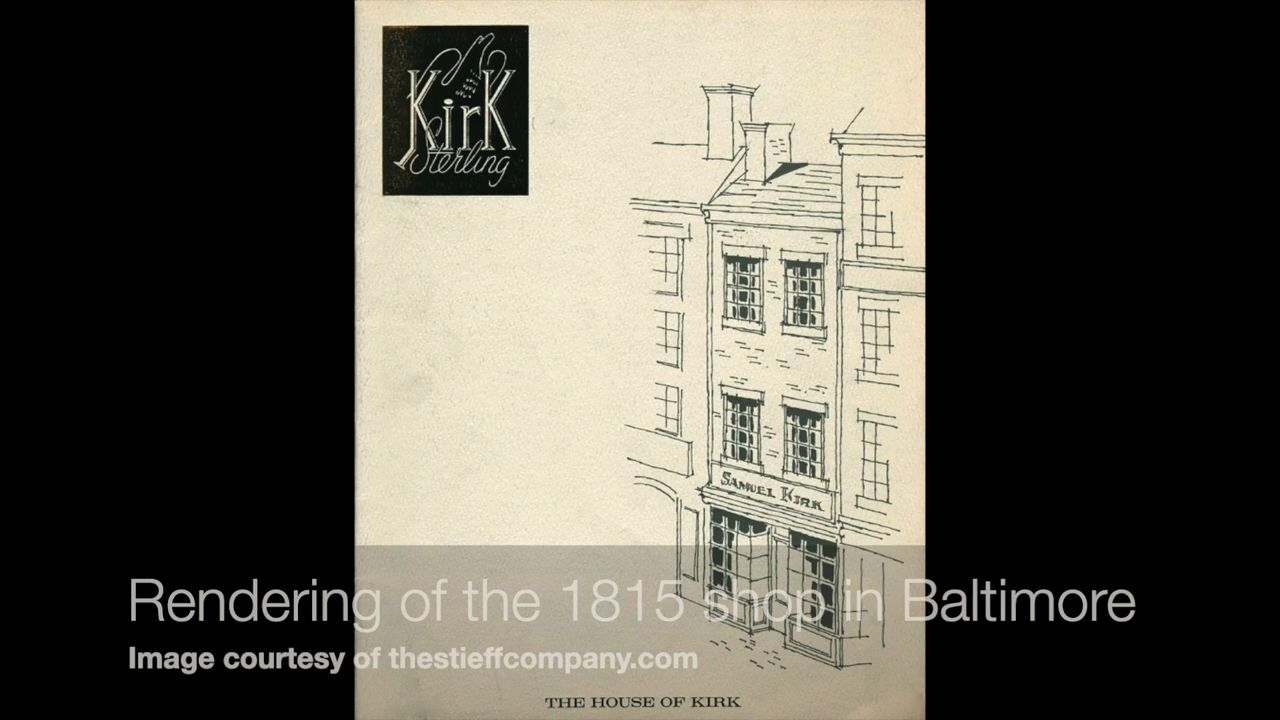 Kirk
Sterling
SAMUEL KIRK
Rendering of the 1815 shop in Baltimore
Image courtesy of thestieffcompany.com
THE HOUSE OF KIRK